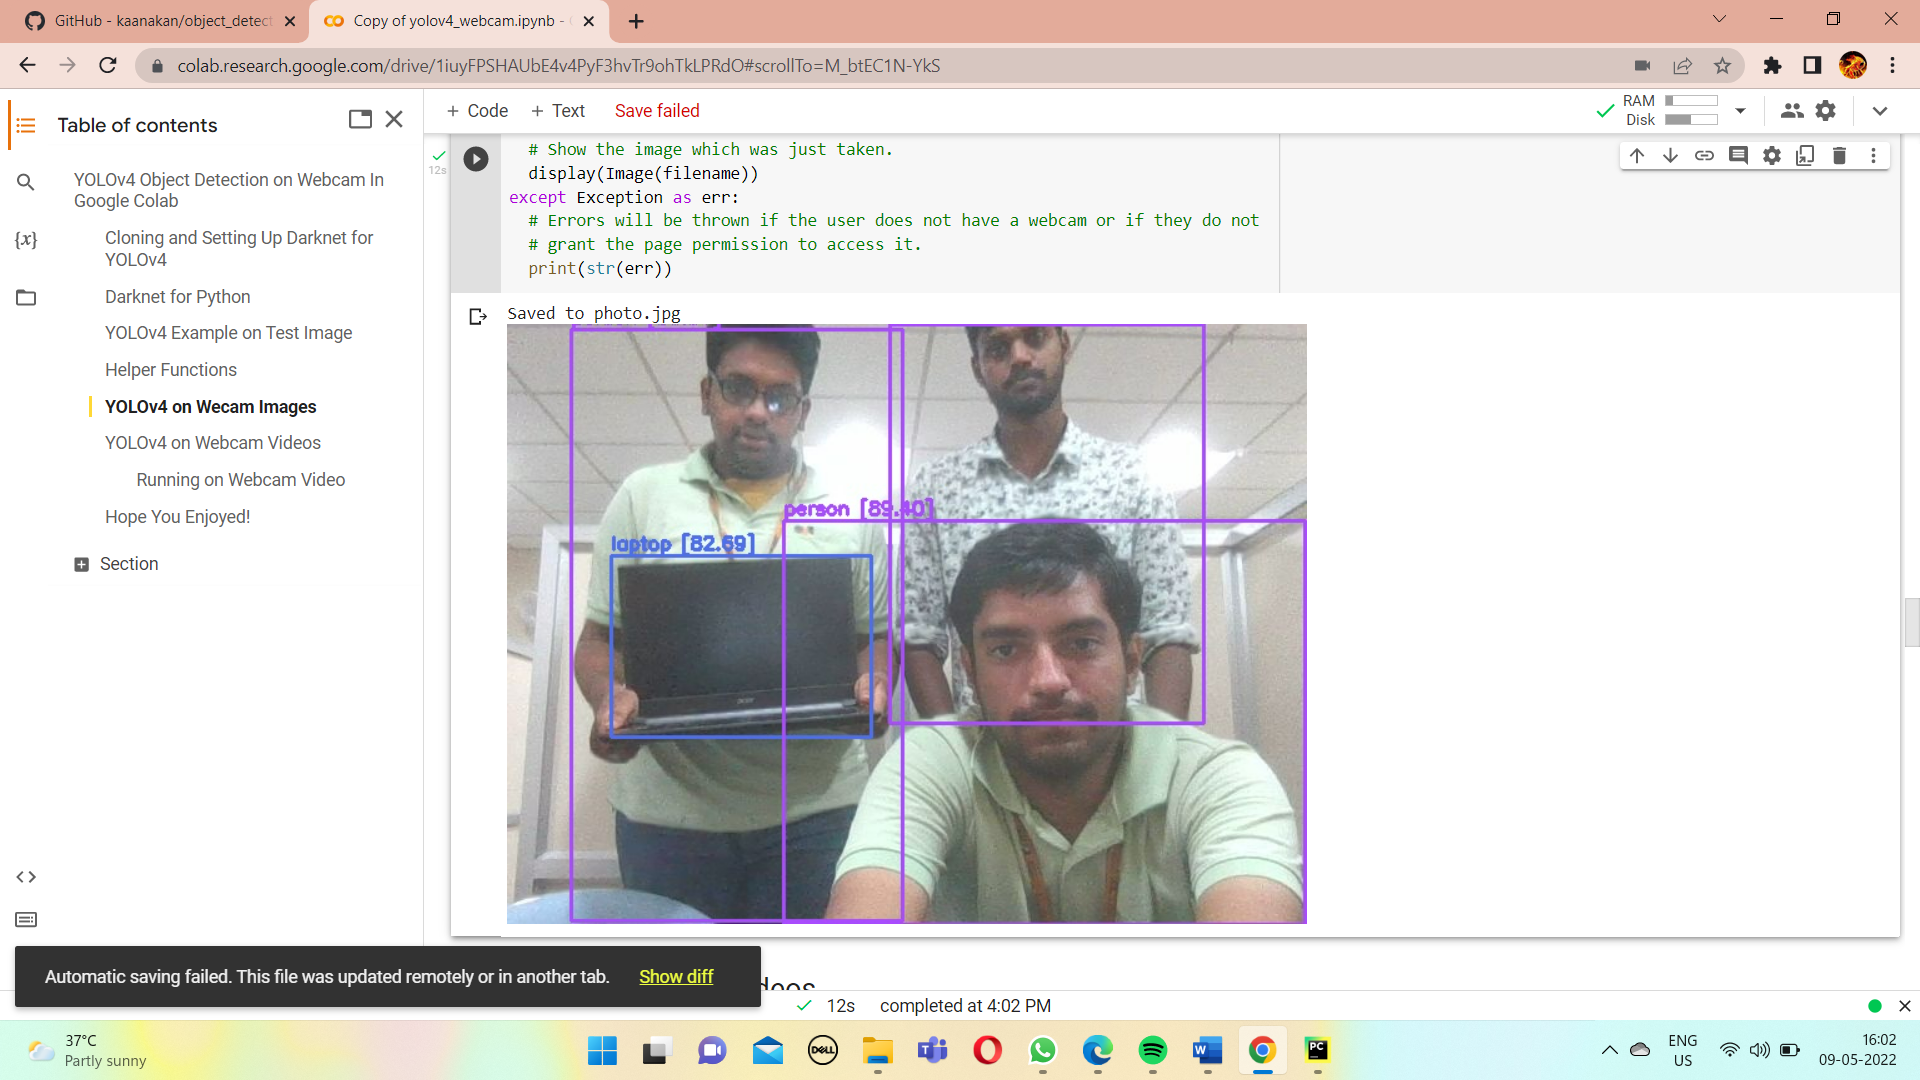 GitHub - kaanakan/object_detect
Copy of yolov4_webcam.ipynb -
colab.research.google.com/drive/1iuyFPSHAUbE4v4PyF3hvTr9ohTkLPRdO#scrollTo=M_btEC1N-YkS
Table of contents
+ Code + Text Save failed
RAM
Disk
YOLOv4 Object Detection on Webcam In
Google Colab
Cloning and Setting Up Darknet for
YOLOv4
Darknet for Python
YOLOv4 Example on Test Image
Helper Functions
YOLOv4 on Wecam Images
YOLOv4 on Webcam Videos
Running on Webcam Video
Hope You Enjoyed!
Section
{x}
12s
# Show the image which was just taken.
display(Image(filename))
except Exception as err:
# Errors will be thrown if the user does not have a webcam or if they do not
# grant the page permission to access it.
print(str(err))
Saved to photo.jpg
person [89.40]
laptop [82.69]
acer
Automatic saving failed. This file was updated remotely or in another tab. Show diff
12s completed at 4:02 PM
37°C
Partly sunny
DELL
W
PC
ENG
US
16:02
09-05-2022